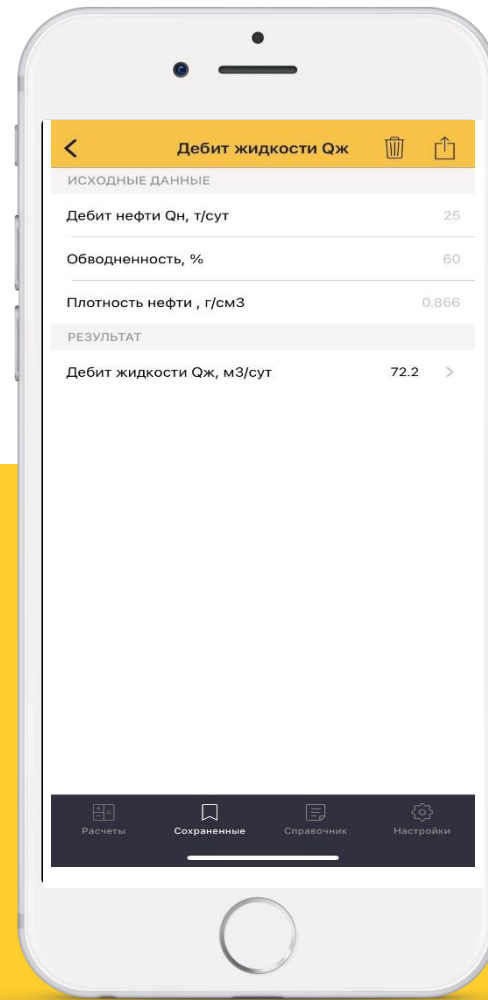 Дебит жидкости Qж
ИСХОДНЫЕ ДАННЫЕ
Дебит нефти Qн, т/сут 25
Обводненность, % 60
Плотность нефти , г/см3 0.866
РЕЗУЛЬТАТ
Дебит жидкости Qж, м3/сут 72.2
Расчеты Сохраненные Справочник Настройки